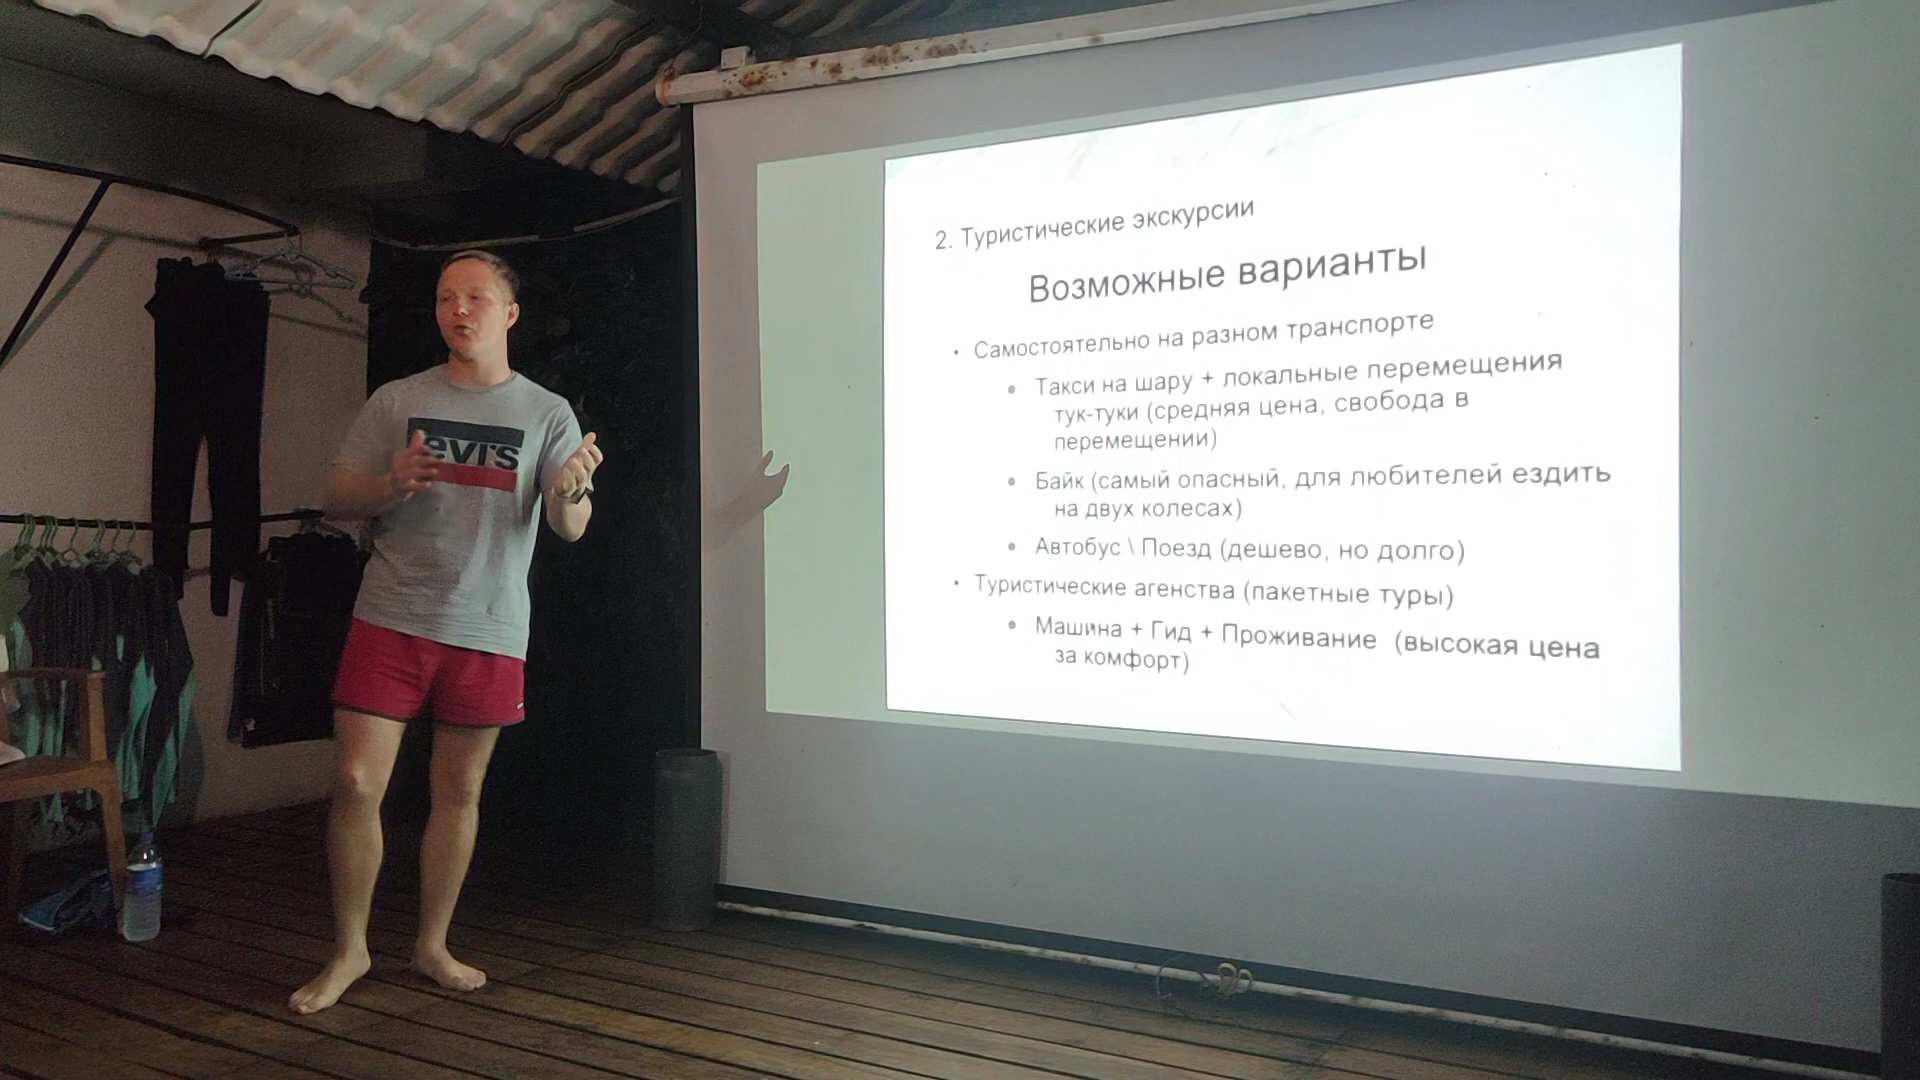 Levi's
2. Туристические экскурсии
Возможные варианты
• Самостоятельно на разном транспорте
• Такси на шару + локальные перемещения
тук-туки (средняя цена, свобода в
перемещении)
• Байк (самый опасный, для любителей ездить
на двух колесах)
• Автобус \ Поезд (дешево, но долго)
• Туристические агенства (пакетные туры)
• Машина + Гид + Проживание (высокая цена
за комфорт)